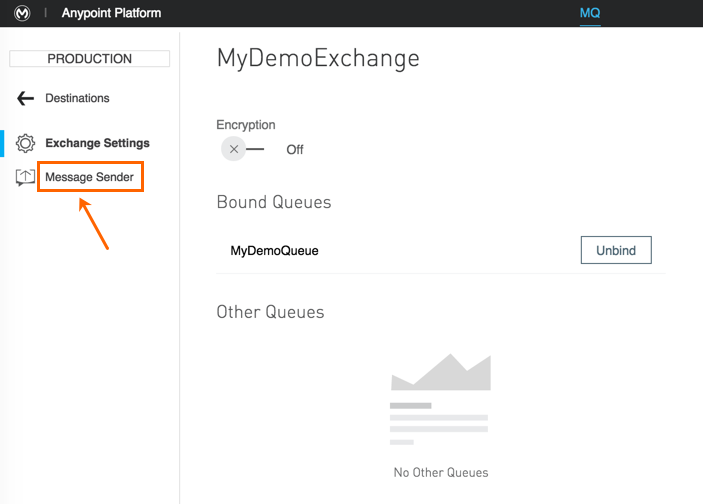 Anypoint Platform
MQ
PRODUCTION
Destinations
Exchange Settings
Message Sender
MyDemoExchange
Encryption
Off
Bound Queues
MyDemoQueue
Unbind
Other Queues
No Other Queues